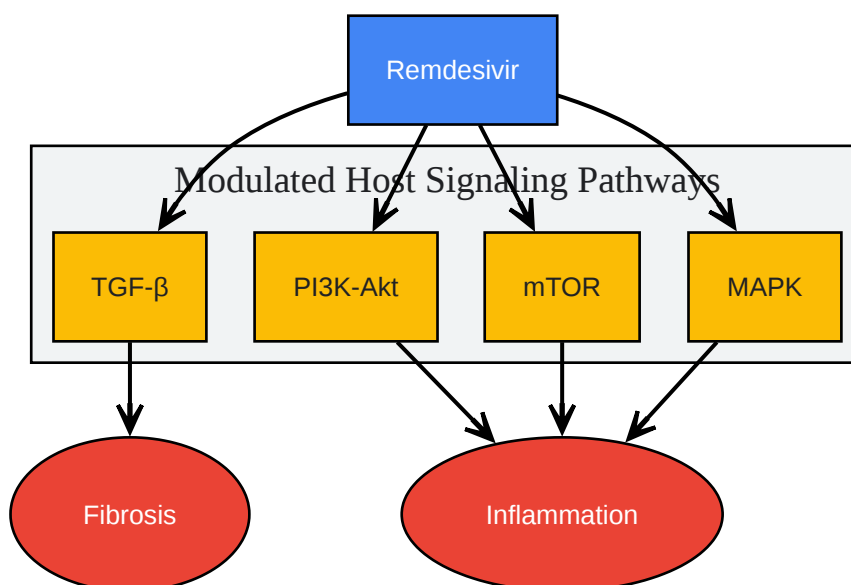 Remdesivir
Modulated Host Signaling Pathways
TGF-β
PI3K-Akt
mTOR
MAPK
Fibrosis
Inflammation